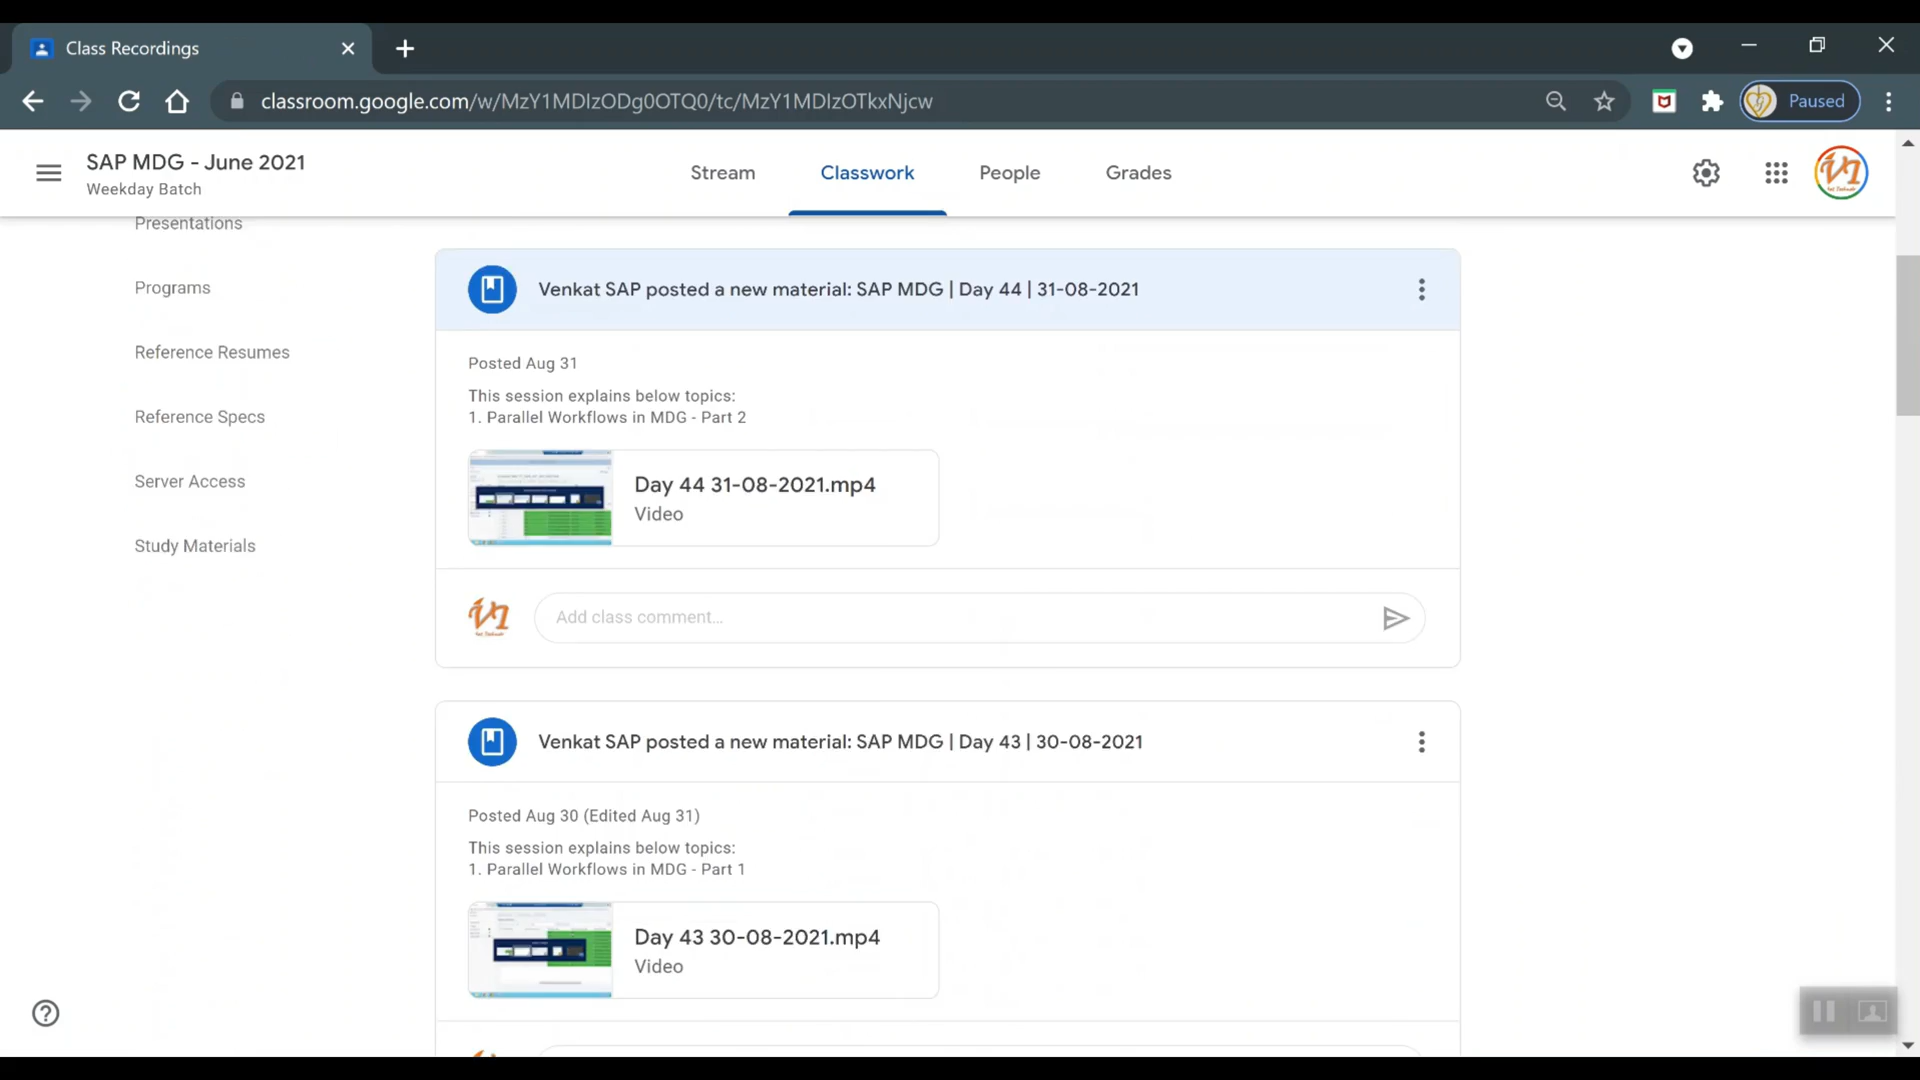 Class Recordings
classroom.google.com/w/MzY1MDIzODg0OTQ0/tc/MzY1MDIzOTkxNjcw
Paused
SAP MDG - June 2021
Weekday Batch
Stream
Classwork
People
Grades
Presentations
Programs
Reference Resumes
Reference Specs
Server Access
Study Materials
Venkat SAP posted a new material: SAP MDG | Day 44 | 31-08-2021
Posted Aug 31
This session explains below topics:
1. Parallel Workflows in MDG - Part 2
Day 44 31-08-2021.mp4
Video
Add class comment…
Venkat SAP posted a new material: SAP MDG | Day 43 | 30-08-2021
Posted Aug 30 (Edited Aug 31)
This session explains below topics:
1. Parallel Workflows in MDG - Part 1
Day 43 30-08-2021.mp4
Video